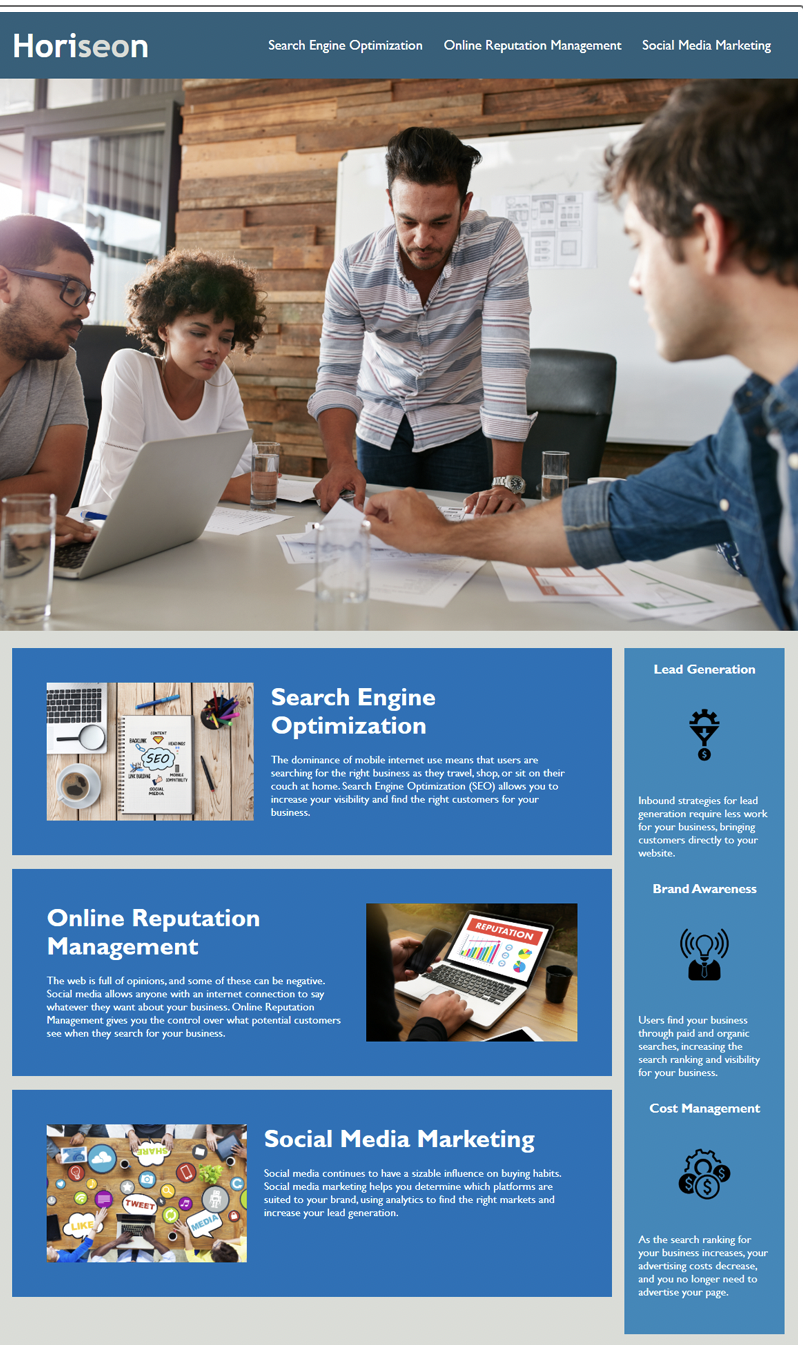 Horiseon
Search Engine Optimization
Online Reputation Management
Social Media Marketing
Search Engine
Optimization
The dominance of mobile internet use means that users are
searching for the right business as they travel, shop, or sit on their
couch at home. Search Engine Optimization (SEO) allows you to
increase your visibility and find the right customers for your
business.
CONTENT
BACKLINK
HEADINGS
SEO
LINK BUILDING
MOBILE
COMPATIBILITY
SOCIAL
MEDIA
Online Reputation
Management
The web is full of opinions, and some of these can be negative.
Social media allows anyone with an internet connection to say
whatever they want about your business. Online Reputation
Management gives you the control over what potential customers
see when they search for your business.
REPUTATION
Social Media Marketing
Social media continues to have a sizable influence on buying habits.
Social media marketing helps you determine which platforms are
suited to your brand, using analytics to find the right markets and
increase your lead generation.
SHARE
TWEET
LIKE
MEDIA
Lead Generation
$
Inbound strategies for lead
generation require less work
for your business, bringing
customers directly to your
website.
Brand Awareness
Users find your business
through paid and organic
searches, increasing the
search ranking and visibility
for your business.
Cost Management
$ $ $
As the search ranking for
your business increases, your
advertising costs decrease,
and you no longer need to
advertise your page.